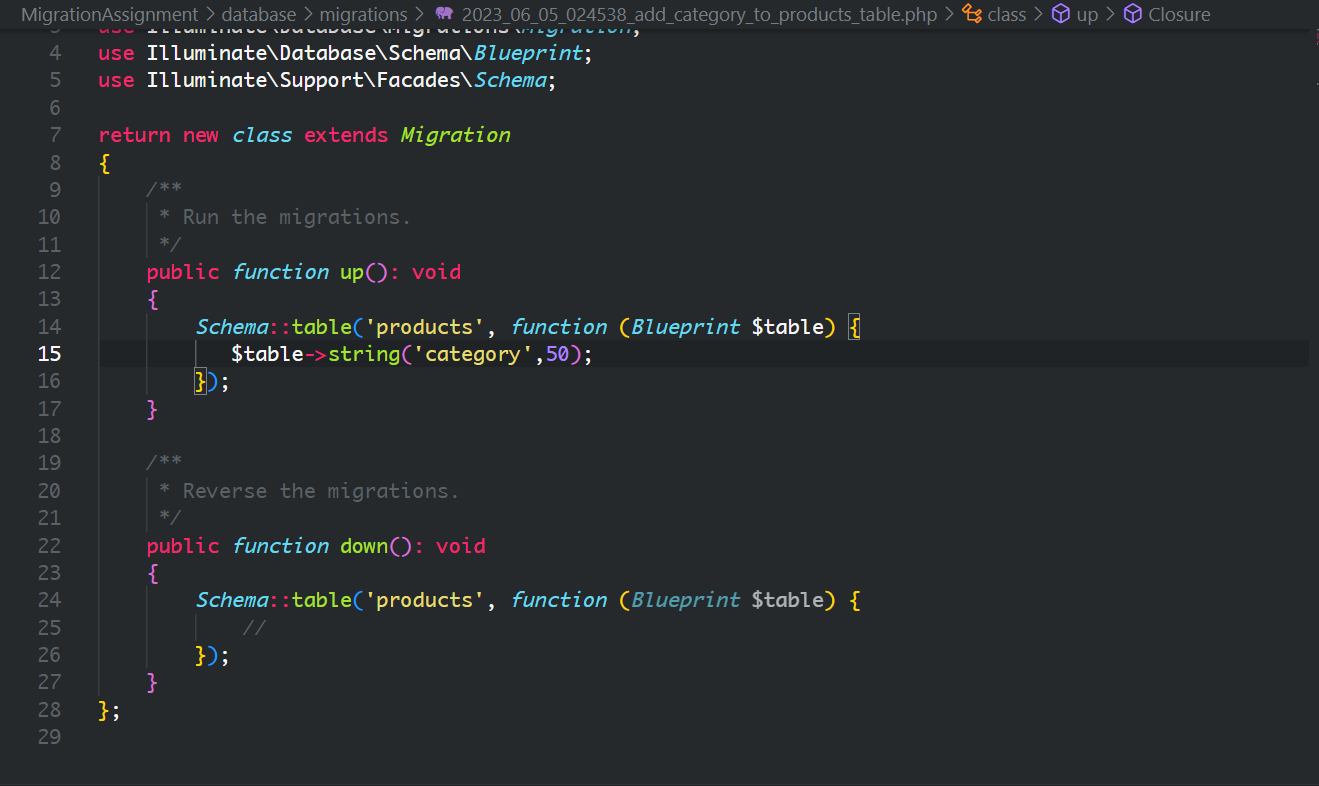 MigrationAssignment > database > migrations > 2023_06_05_024538_add_category_to_products_table.php > class > up > Closure
3 use Illuminate\Database\Migrations\Migration;
4 use Illuminate\Database\Schema\Blueprint;
5 use Illuminate\Support\Facades\Schema;
6
7 return new class extends Migration
8 {
9     /**
10      * Run the migrations.
11      */
12     public function up(): void
13     {
14         Schema::table('products', function (Blueprint $table) {
15            $table->string('category',50);
16         });
17     }
18
19     /**
20      * Reverse the migrations.
21      */
22     public function down(): void
23     {
24         Schema::table('products', function (Blueprint $table) {
25             //
26         });
27     }
28 };
29